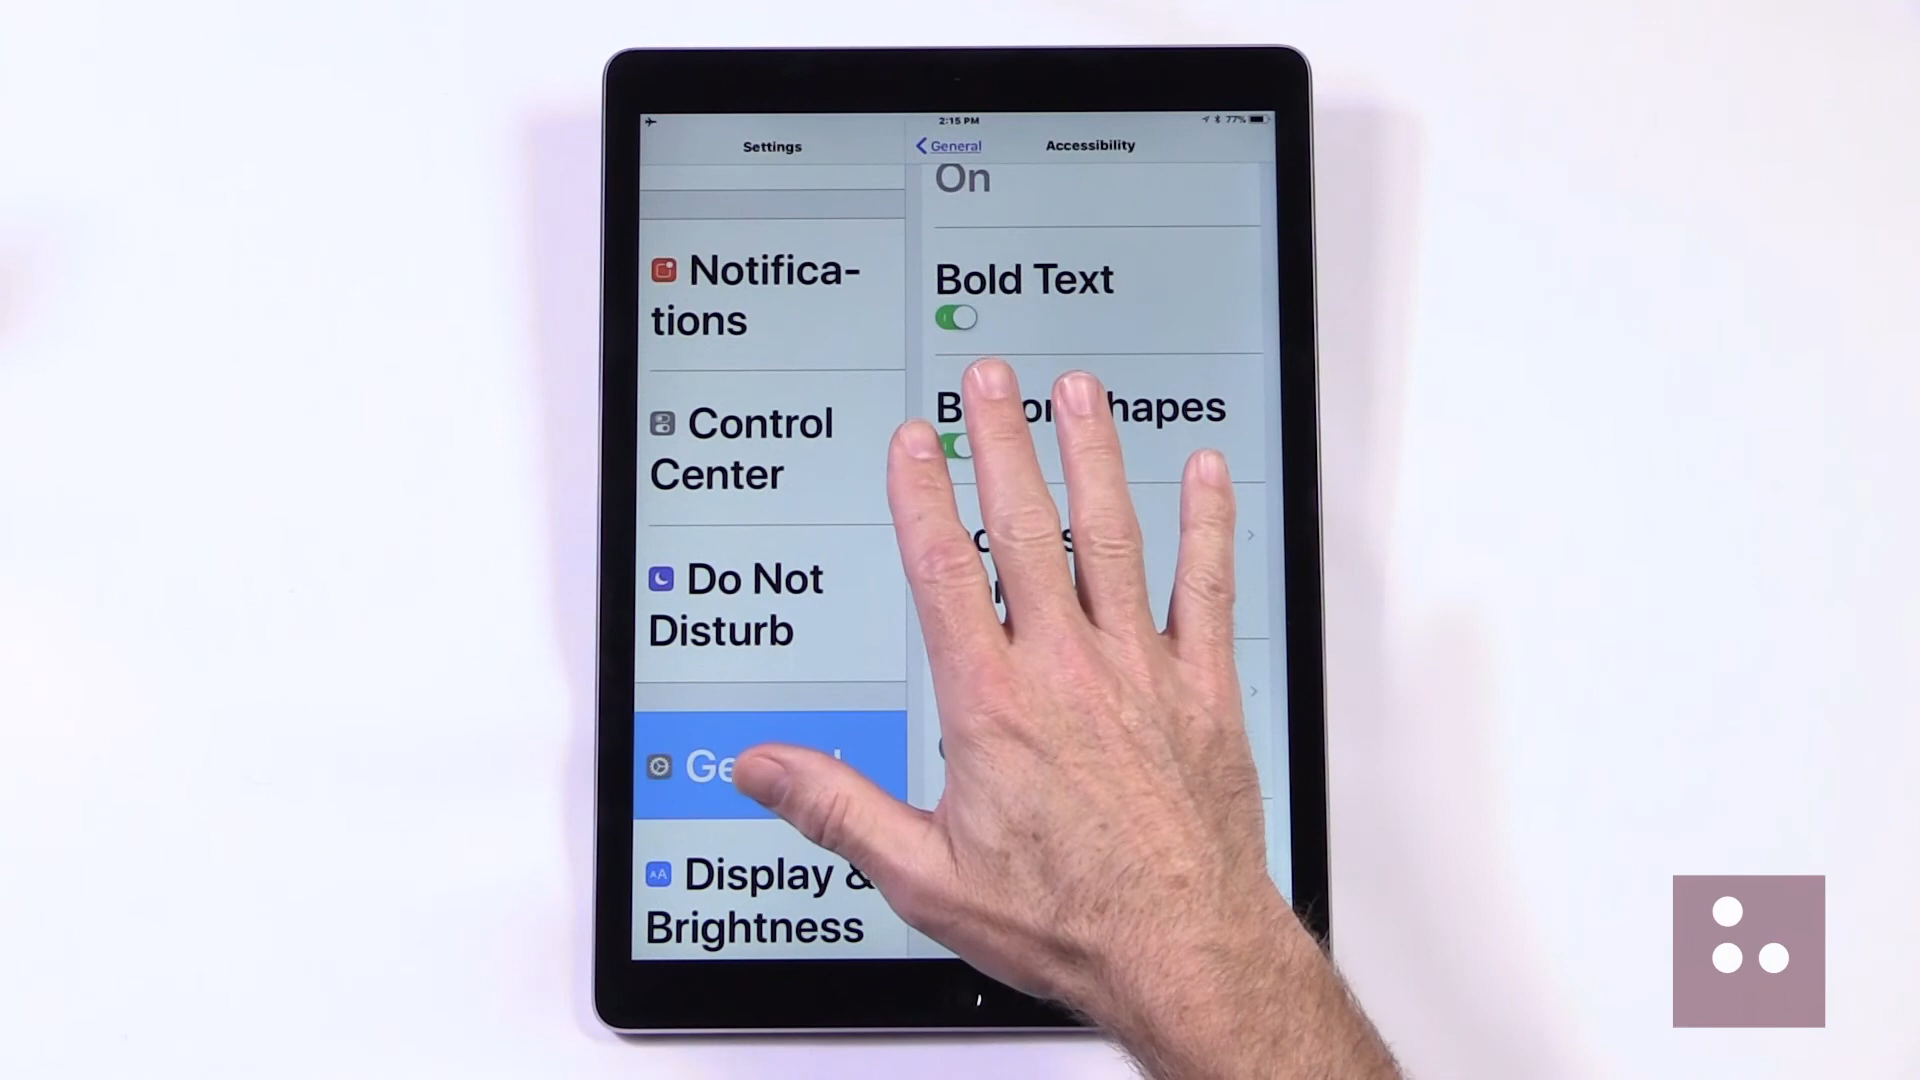 2:15 PM
77%
Settings
General
Accessibility
On
Notifica-
tions
Bold Text
Control
Center
Do Not
Disturb
Display &
Brightness